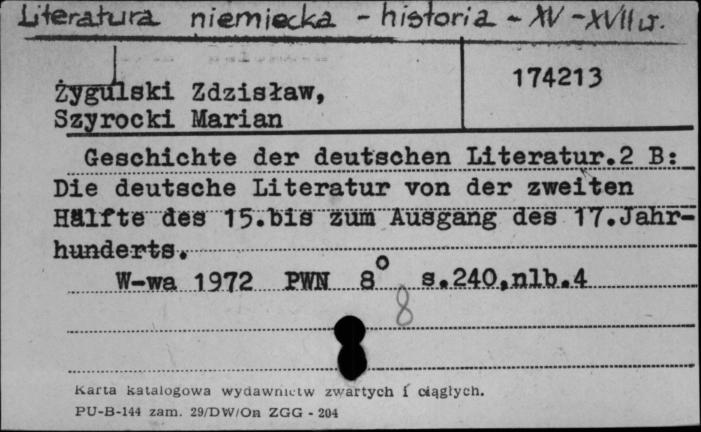 Literatura niemiecka - historia - XV - XVII w.
174213
Żygulski Zdzisław,
Szyrocki Marian
Geschichte der deutschen Literatur.2 B:
Die deutsche Literatur von der zweiten
Hälfte des 15.bis zum Ausgang des 17.Jahr-
hunderts.
W-wa 1972 PWN 8° s.240,nlb.4
8
Karta katalogowa wydawnictw zwartych i ciągłych.
PU-B-144 zam. 29/DW/On ZGG - 204